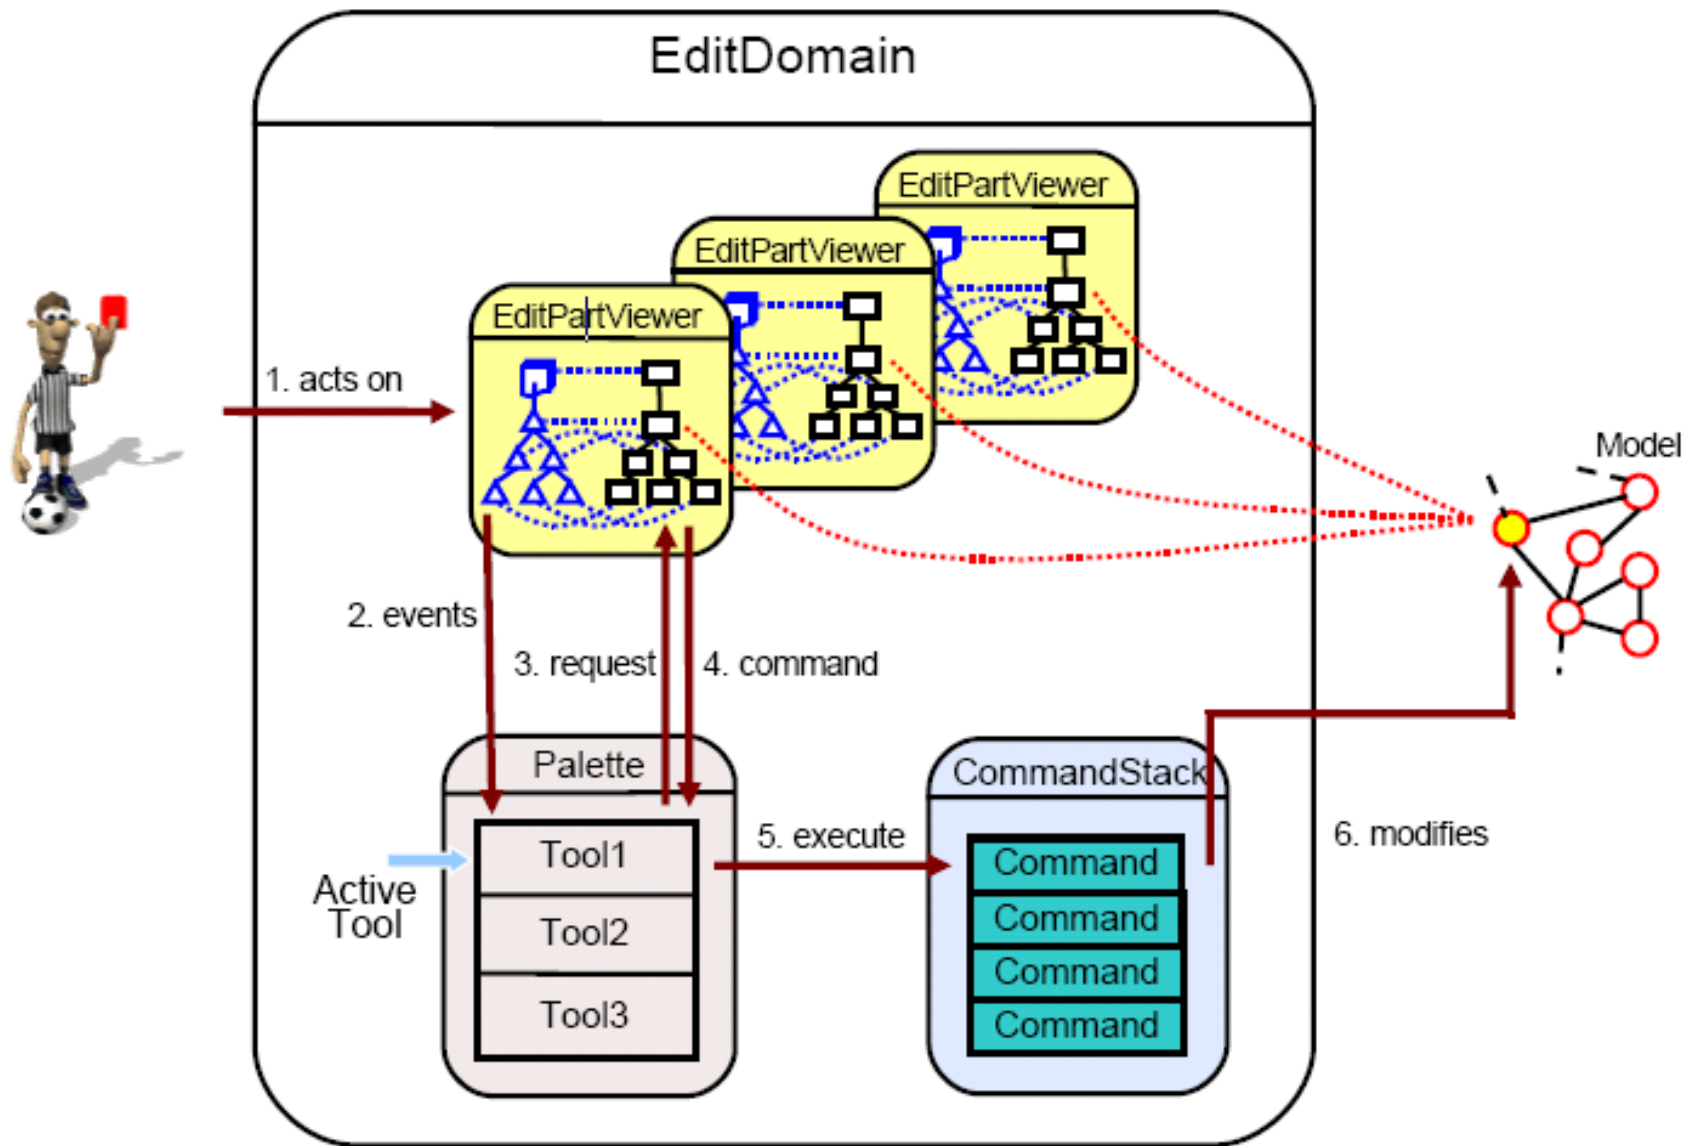 EditDomain
EditPartViewer
EditPartViewer
EditPartViewer
1. acts on
Model
2. events
3. request
4. command
Palette
CommandStack
5. execute
6. modifies
Active
Tool
Tool1
Tool2
Tool3
Command
Command
Command
Command